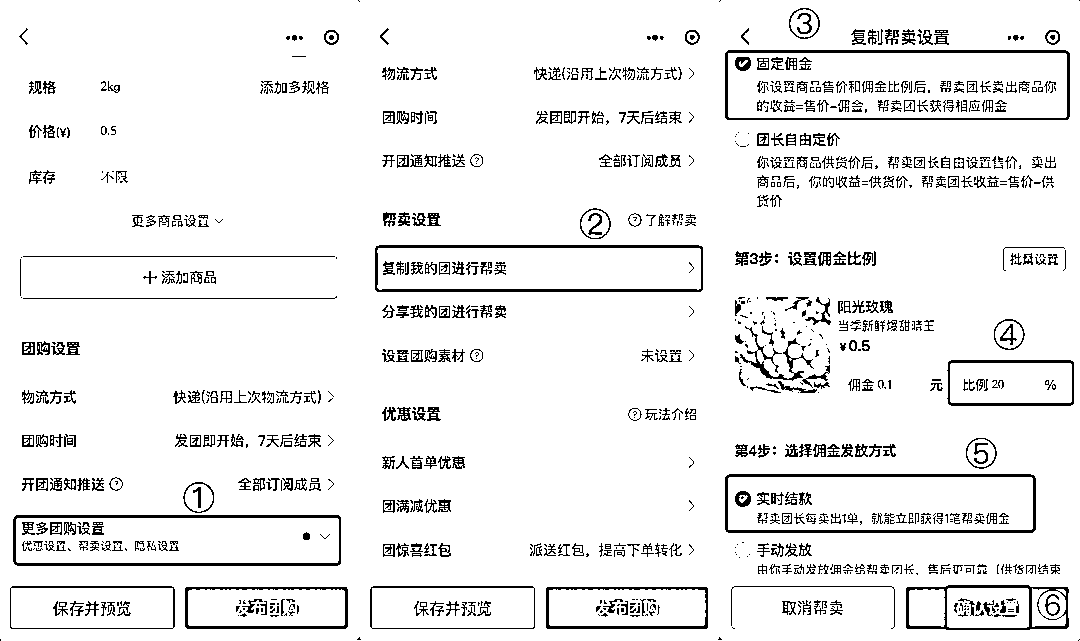 规格 2kg 添加多规格
价格(¥) 0.5
库存 不限
更多商品设置
添加商品
团购设置
物流方式 快递(沿用上次物流方式)
团购时间 发团即开始，7天后结束
开团通知推送 全部订阅成员
①
更多团购设置
优惠设置、帮卖设置、隐私设置
保存并预览 发布团购
物流方式 快递(沿用上次物流方式)
团购时间 发团即开始，7天后结束
开团通知推送 全部订阅成员
帮卖设置 ② 了解帮卖
复制我的团进行帮卖
分享我的团进行帮卖
设置团购素材 未设置
优惠设置 玩法介绍
新人首单优惠
团满减优惠
团惊喜红包 派送红包，提高下单转化
保存并预览 发布团购
③
复制帮卖设置
固定佣金
你设置商品售价和佣金比例后，帮卖团长卖出商品你
的收益=售价-佣金，帮卖团长获得相应佣金
团长自由定价
你设置商品供货价后，帮卖团长自由设置售价，卖出
商品后，你的收益=供货价，帮卖团长收益=售价-供
货价
第3步：设置佣金比例 批量设置
阳光玫瑰
当季新鲜爆甜晴王
¥0.5
④
佣金 0.1 元 比例 20 %
第4步：选择佣金发放方式
⑤
实时结款
帮卖团长每卖出1单，就能立即获得1笔帮卖佣金
手动发放
由你手动发放佣金给帮卖团长，售后更可靠（供货团结束
取消帮卖 确认设置 ⑥